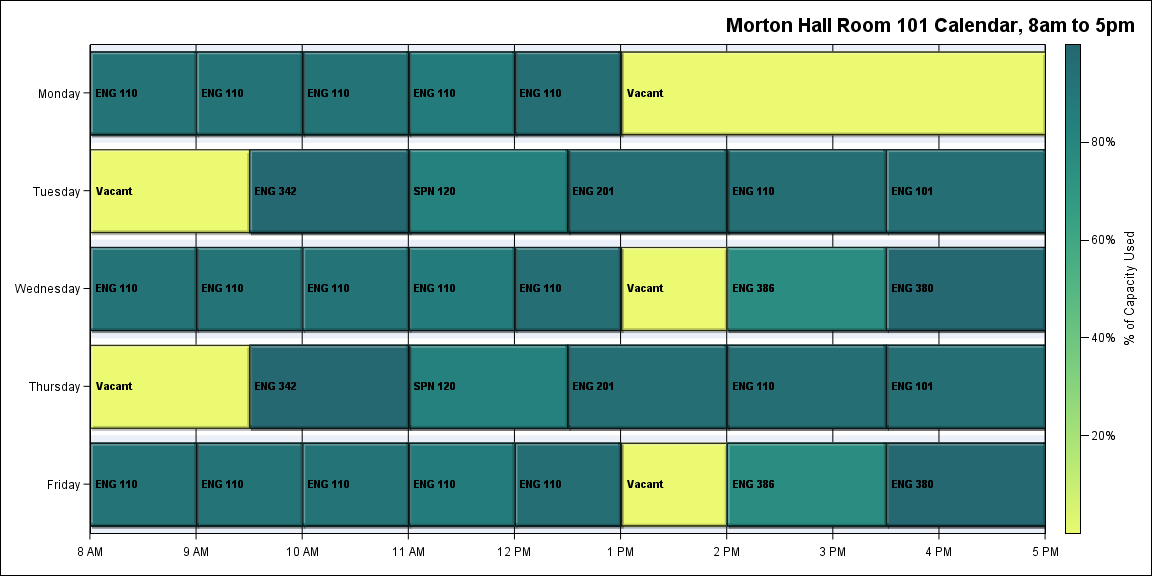 Morton Hall Room 101 Calendar, 8am to 5pm
Monday
ENG 110 ENG 110 ENG 110 ENG 110 ENG 110 Vacant
Tuesday
Vacant ENG 342 SPN 120 ENG 201 ENG 110 ENG 101
Wednesday
ENG 110 ENG 110 ENG 110 ENG 110 ENG 110 Vacant ENG 386 ENG 380
Thursday
Vacant ENG 342 SPN 120 ENG 201 ENG 110 ENG 101
Friday
ENG 110 ENG 110 ENG 110 ENG 110 ENG 110 Vacant ENG 386 ENG 380
8 AM 9 AM 10 AM 11 AM 12 PM 1 PM 2 PM 3 PM 4 PM 5 PM
80%
60%
40%
20%
% of Capacity Used